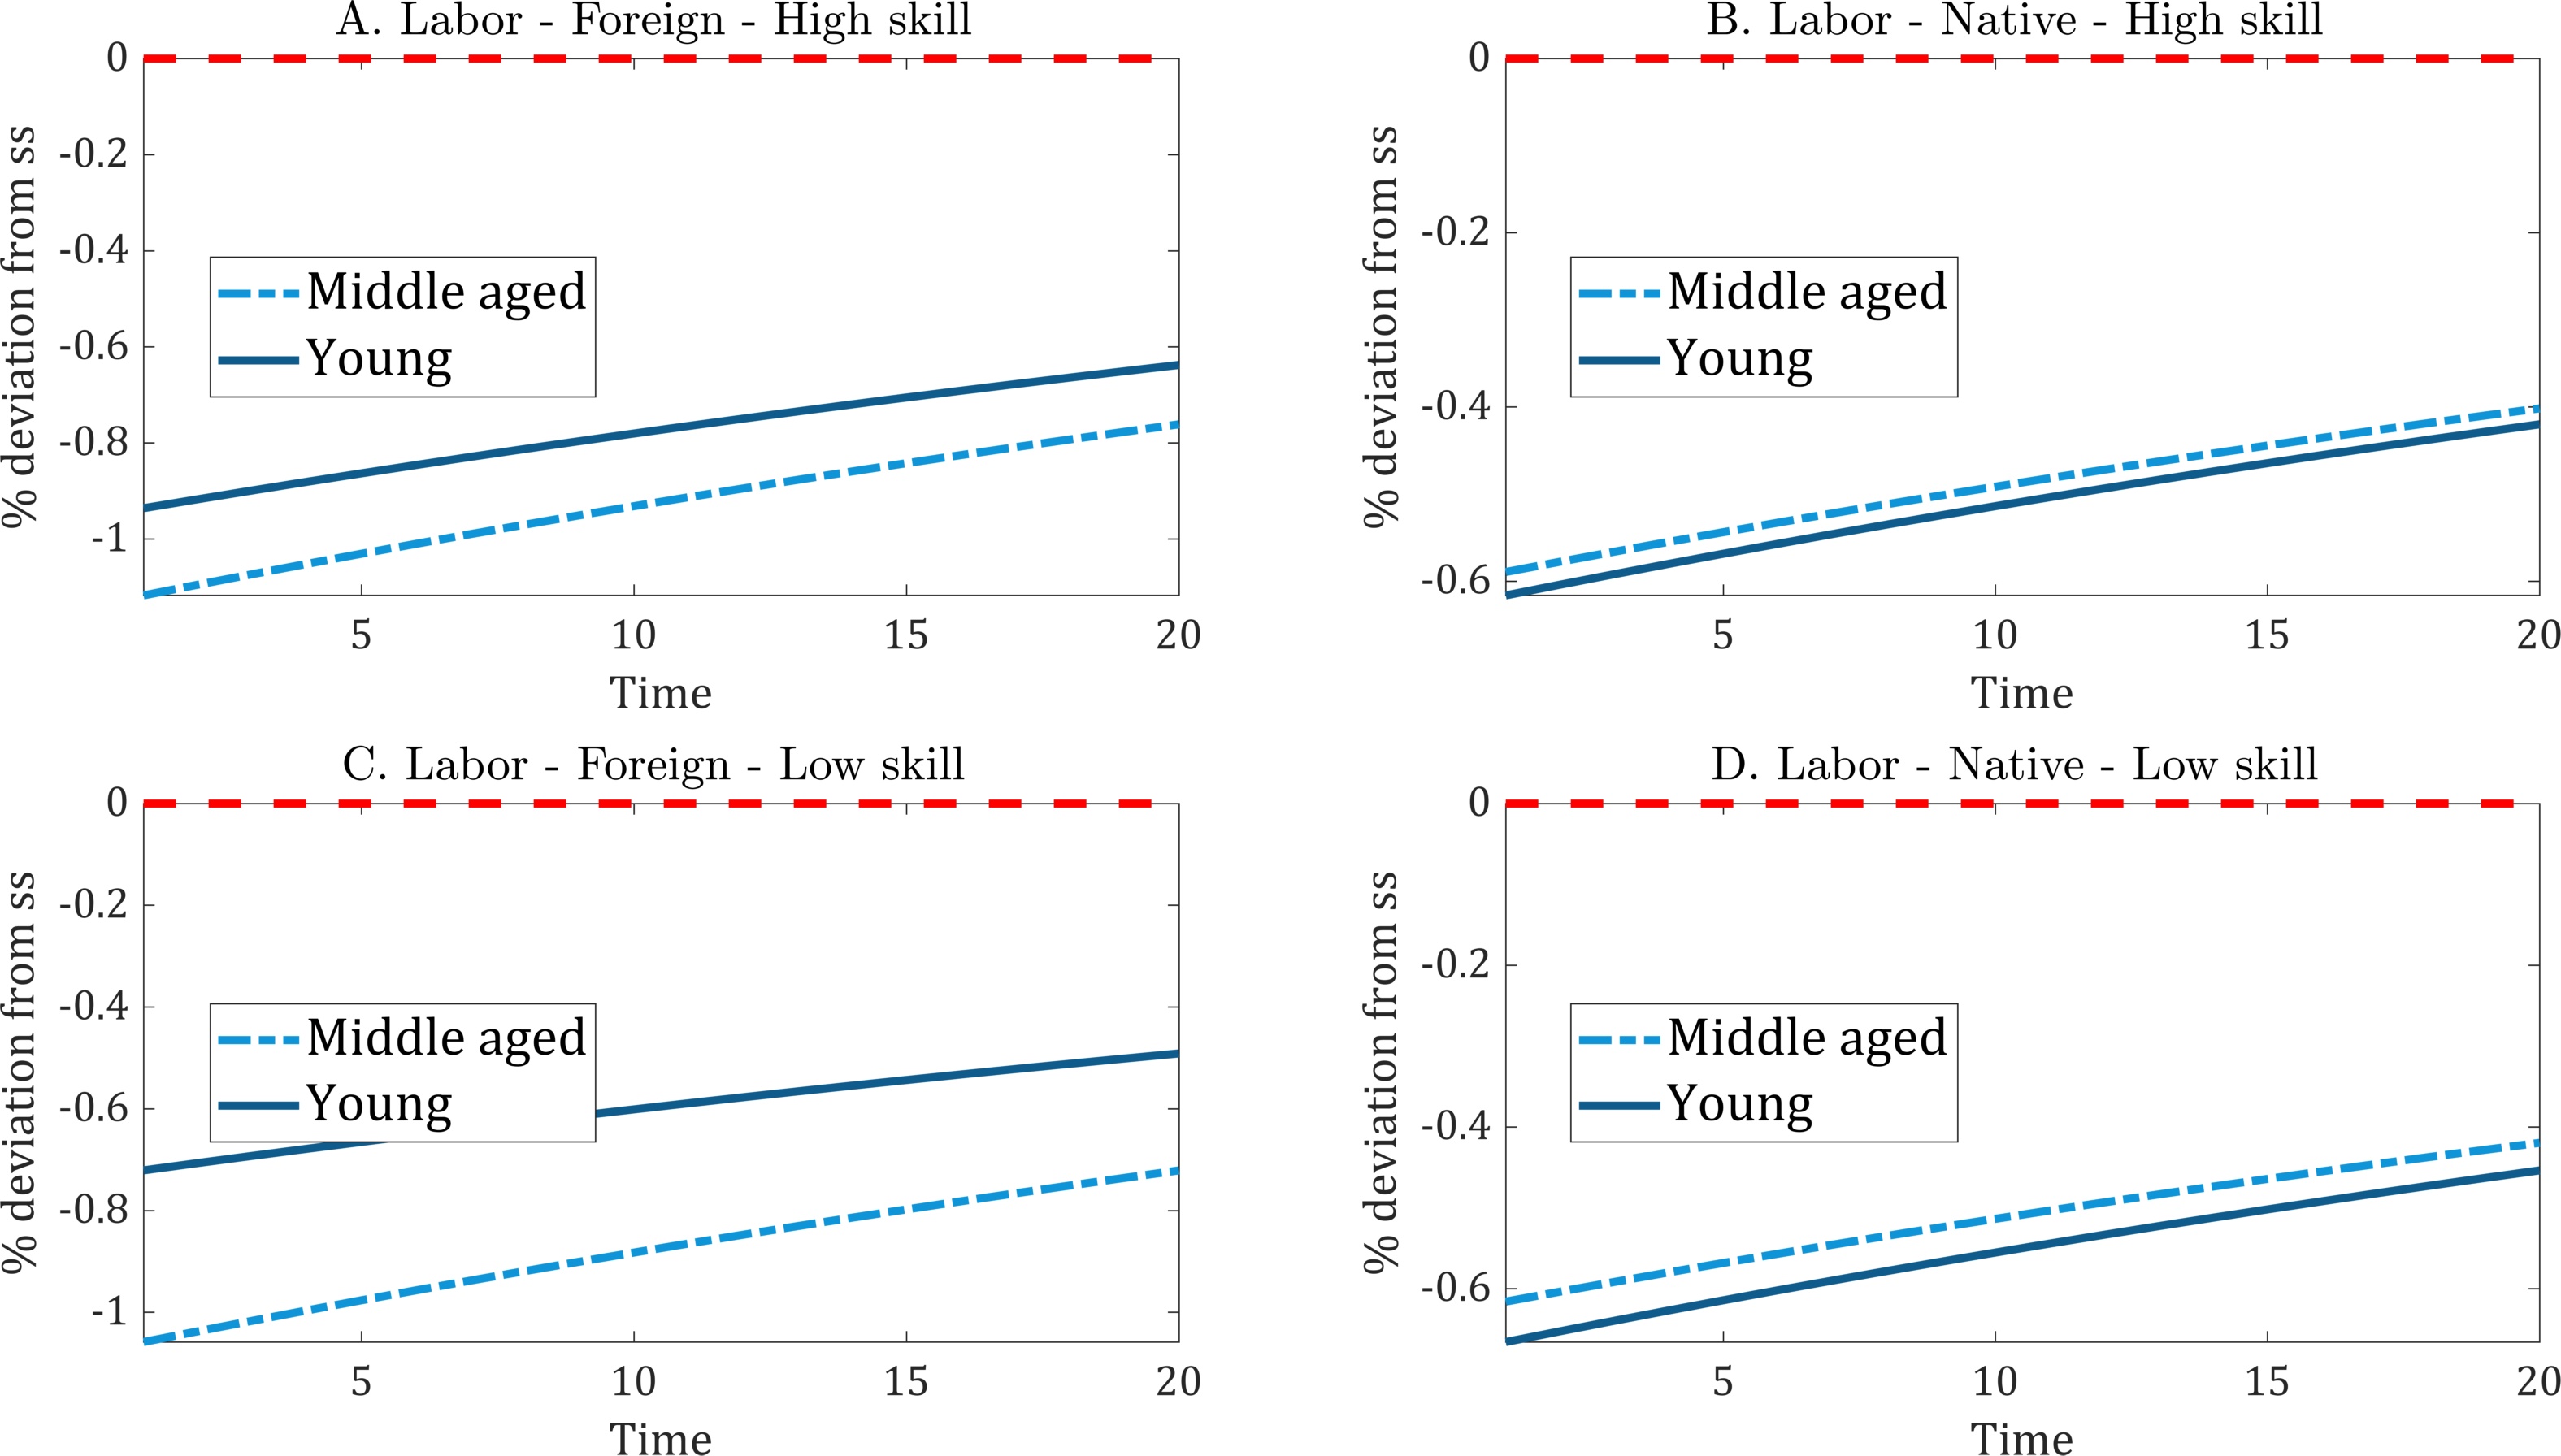 A. Labor - Foreign - High skill
% deviation from ss
0
-0.2
-0.4
-0.6
-0.8
-1
Middle aged
Young
5 10 15 20
Time
B. Labor - Native - High skill
% deviation from ss
0
-0.2
-0.4
-0.6
Middle aged
Young
5 10 15 20
Time
C. Labor - Foreign - Low skill
% deviation from ss
0
-0.2
-0.4
-0.6
-0.8
-1
Middle aged
Young
5 10 15 20
Time
D. Labor - Native - Low skill
% deviation from ss
0
-0.2
-0.4
-0.6
Middle aged
Young
5 10 15 20
Time